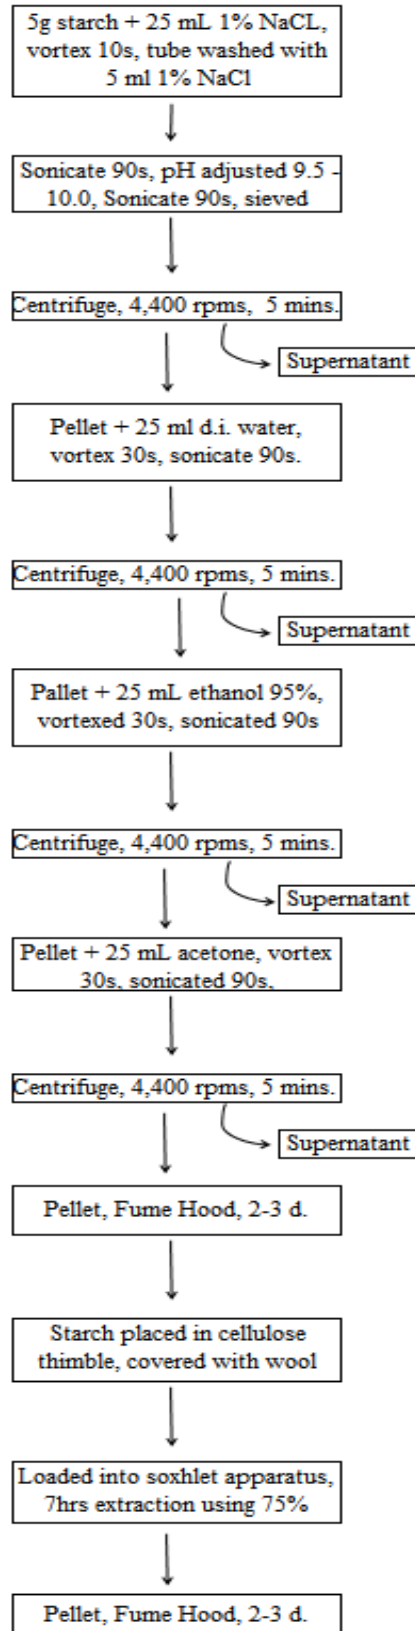 5g starch + 25 mL 1% NaCL,
vortex 10s, tube washed with
5 ml 1% NaCl
Sonicate 90s, pH adjusted 9.5 -
10.0, Sonicate 90s, sieved
Centrifuge, 4,400 rpms, 5 mins.
Supernatant
Pellet + 25 ml d.i. water,
vortex 30s, sonicate 90s.
Centrifuge, 4,400 rpms, 5 mins.
Supernatant
Pallet + 25 mL ethanol 95%,
vortexed 30s, sonicated 90s
Centrifuge, 4,400 rpms, 5 mins.
Supernatant
Pellet + 25 mL acetone, vortex
30s, sonicated 90s,
Centrifuge, 4,400 rpms, 5 mins.
Supernatant
Pellet, Fume Hood, 2-3 d.
Starch placed in cellulose
thimble, covered with wool
Loaded into soxhlet apparatus,
7hrs extraction using 75%
Pellet, Fume Hood, 2-3 d.